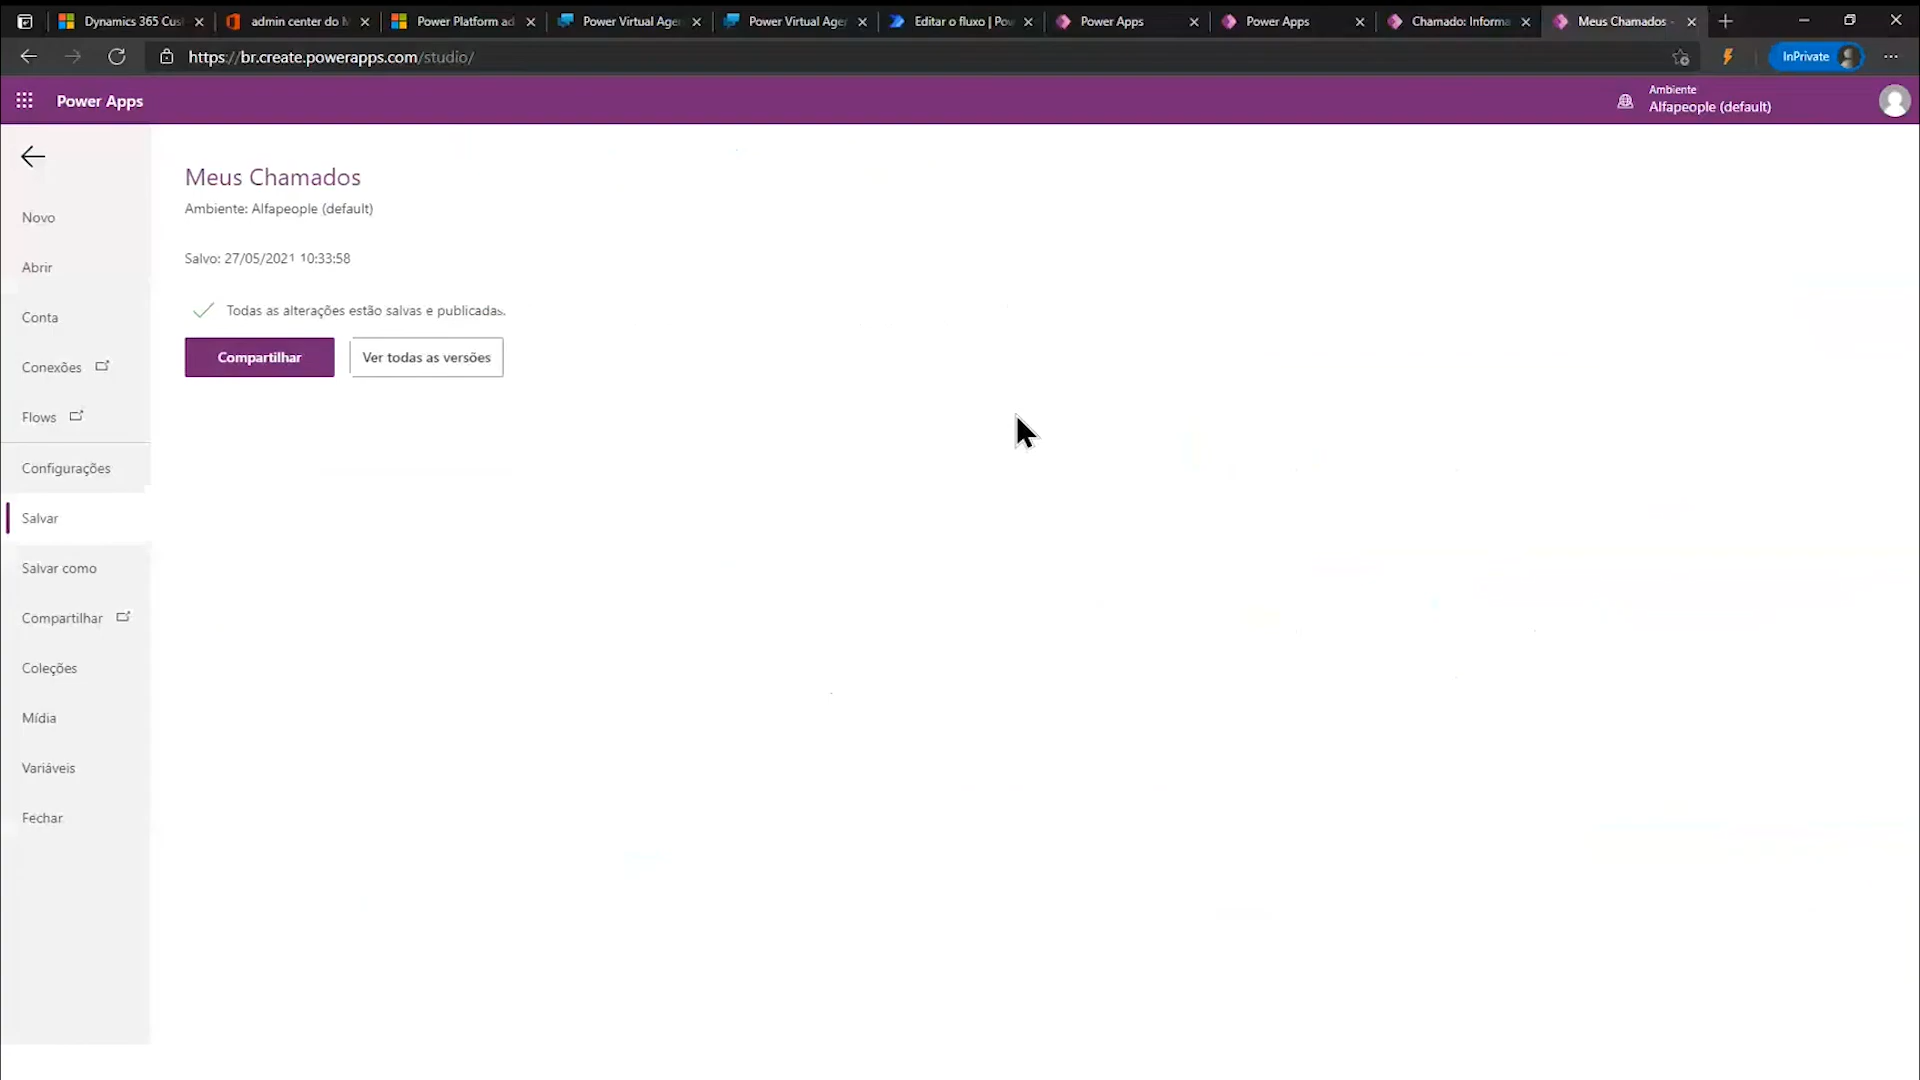 Dynamics 365 Cus
admin center do M
Power Platform ad
Power Virtual Age
Power Virtual Age
Editar o fluxo | Pow
Power Apps
Power Apps
Chamado: Informa
Meus Chamados -
https://br.create.powerapps.com/studio/
InPrivate
Power Apps
Ambiente
Alfapeople (default)
Novo
Abrir
Conta
Conexões
Flows
Configurações
Salvar
Salvar como
Compartilhar
Coleções
Mídia
Variáveis
Fechar
Meus Chamados
Ambiente: Alfapeople (default)
Salvo: 27/05/2021 10:33:58
Todas as alterações estão salvas e publicadas.
Compartilhar
Ver todas as versões